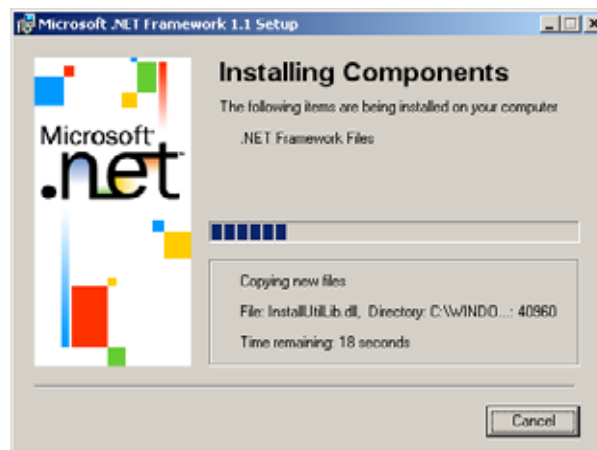 Microsoft .NET Framework 1.1 Setup
Installing Components
The following items are being installed on your computer
.NET Framework Files
Microsoft
.net
Copying new files
File: InstallUtilLib.dll, Directory: C:\WINDO...: 40960
Time remaining: 18 seconds
Cancel